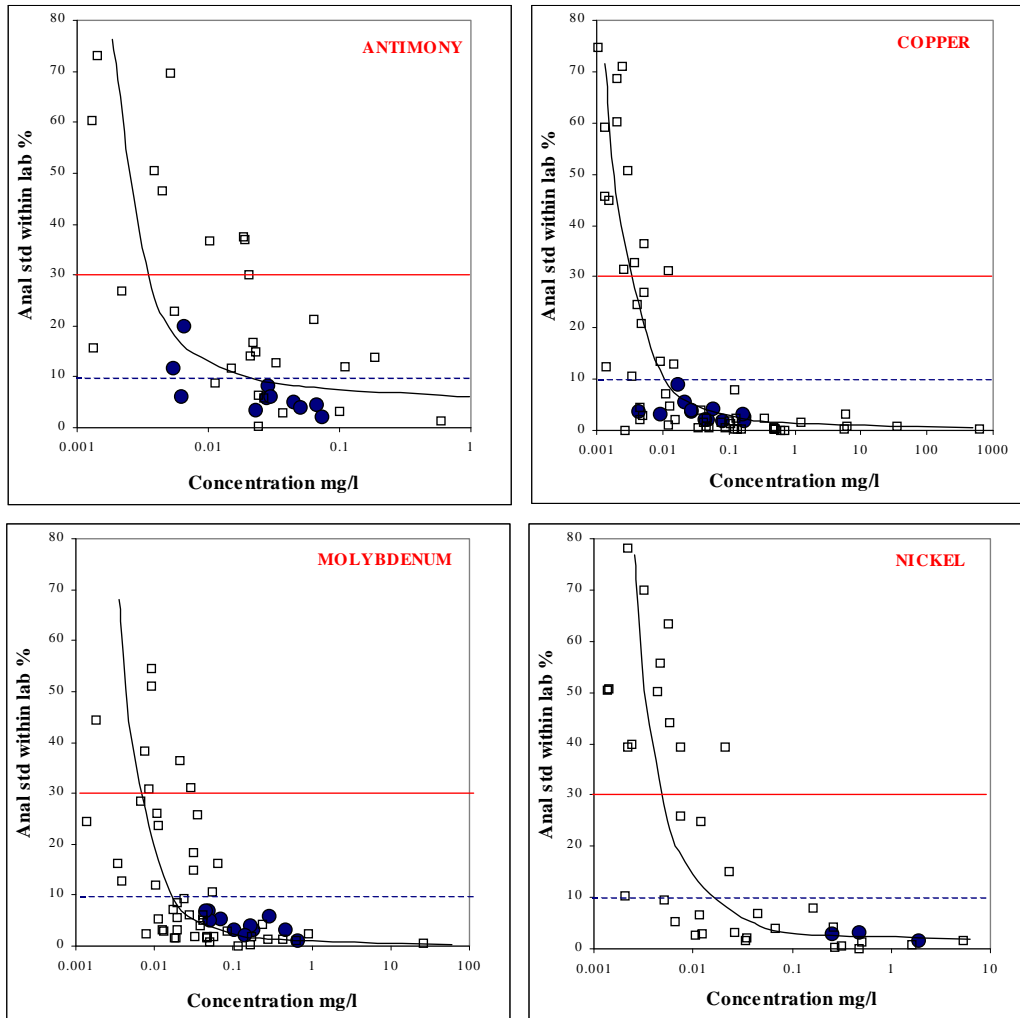 ANTIMONY
Anal std within lab %
80
70
60
50
40
30
20
10
0
0.001 0.01 0.1 1
Concentration mg/l
COPPER
Anal std within lab %
80
70
60
50
40
30
20
10
0
0.001 0.01 0.1 1 10 100 1000
Concentration mg/l
MOLYBDENUM
Anal std within lab %
80
70
60
50
40
30
20
10
0
0.001 0.01 0.1 1 10 100
Concentration mg/l
NICKEL
Anal std within lab %
80
70
60
50
40
30
20
10
0
0.001 0.01 0.1 1 10
Concentration mg/l